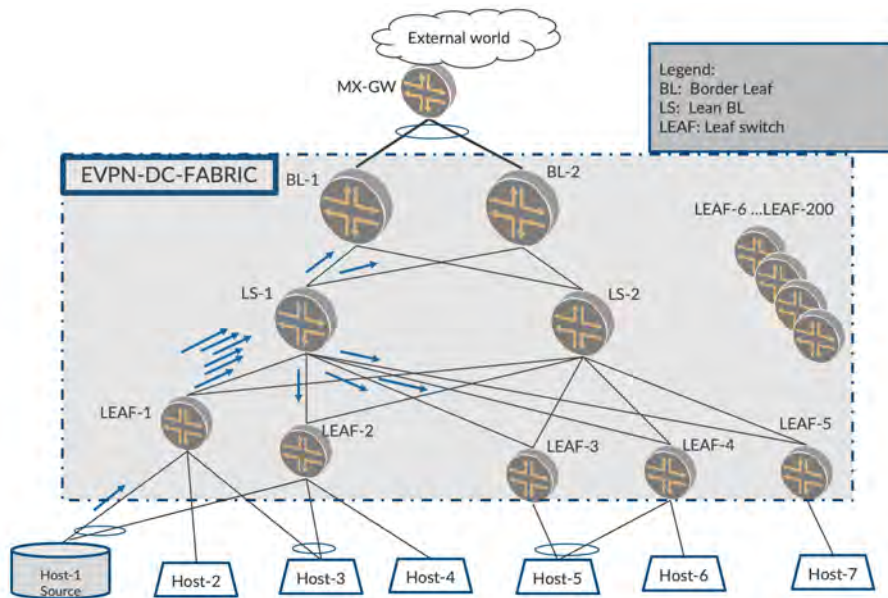 External world
MX-GW
Legend:
BL: Border Leaf
LS: Lean BL
LEAF: Leaf switch
EVPN-DC-FABRIC
BL-1
BL-2
LEAF-6 ...LEAF-200
LS-1
LS-2
LEAF-1
LEAF-2
LEAF-3
LEAF-4
LEAF-5
Host-1
Source
Host-2
Host-3
Host-4
Host-5
Host-6
Host-7